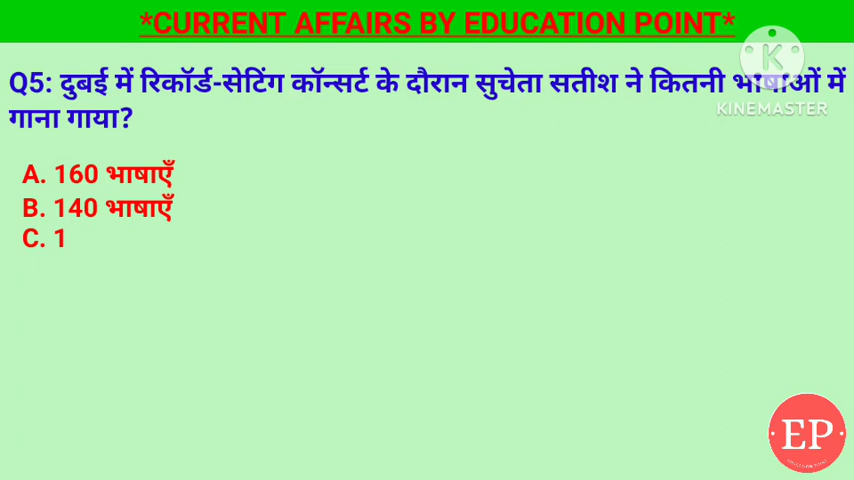 *CURRENT AFFAIRS BY EDUCATION POINT*
Q5: दुबई में रिकॉर्ड-सेटिंग कॉन्सर्ट के दौरान सुचेता सतीश ने कितनी भाषाओं में
गाना गाया?
A. 160 भाषाएँ
B. 140 भाषाएँ
C. 1
K
KINEMASTER
EP